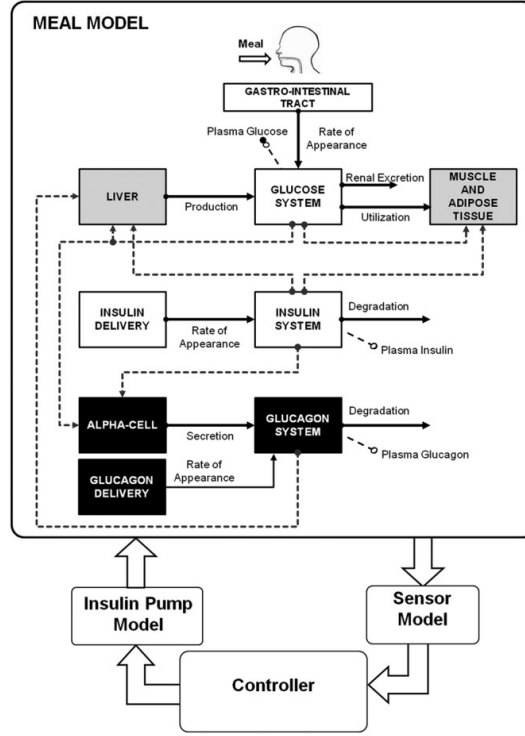 MEAL MODEL
Meal
GASTRO-INTESTINAL
TRACT
Plasma Glucose
Rate of
Appearance
LIVER
Production
GLUCOSE
SYSTEM
Renal Excretion
Utilization
MUSCLE
AND
ADIPOSE
TISSUE
INSULIN
DELIVERY
Rate of
Appearance
INSULIN
SYSTEM
Degradation
Plasma Insulin
ALPHA-CELL
Secretion
GLUCAGON
SYSTEM
Degradation
Plasma Glucagon
GLUCAGON
DELIVERY
Rate of
Appearance
Insulin Pump
Model
Sensor
Model
Controller